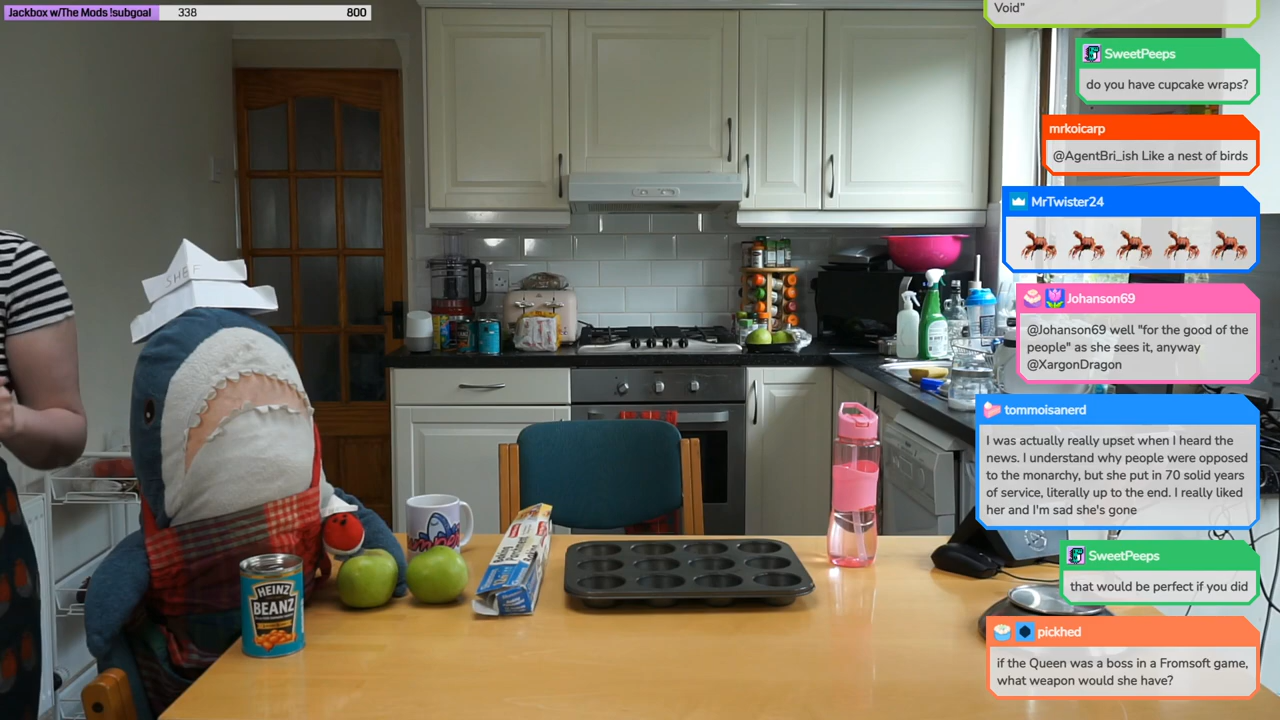 Jackbox w/The Mods !subgoal 338 800
Void"
SweetPeeps
do you have cupcake wraps?
mrkoicarp
@AgentBri_ish Like a nest of birds
MrTwister24
Johanson69
@Johanson69 well "for the good of the
people" as she sees it, anyway
@XargonDragon
tommoisanerd
I was actually really upset when I heard the
news. I understand why people were opposed
to the monarchy, but she put in 70 solid years
of service, literally up to the end. I really liked
her and I'm sad she's gone
SweetPeeps
that would be perfect if you did
pickhed
if the Queen was a boss in a Fromsoft game,
what weapon would she have?
SHEF
HEINZ
BEANZ